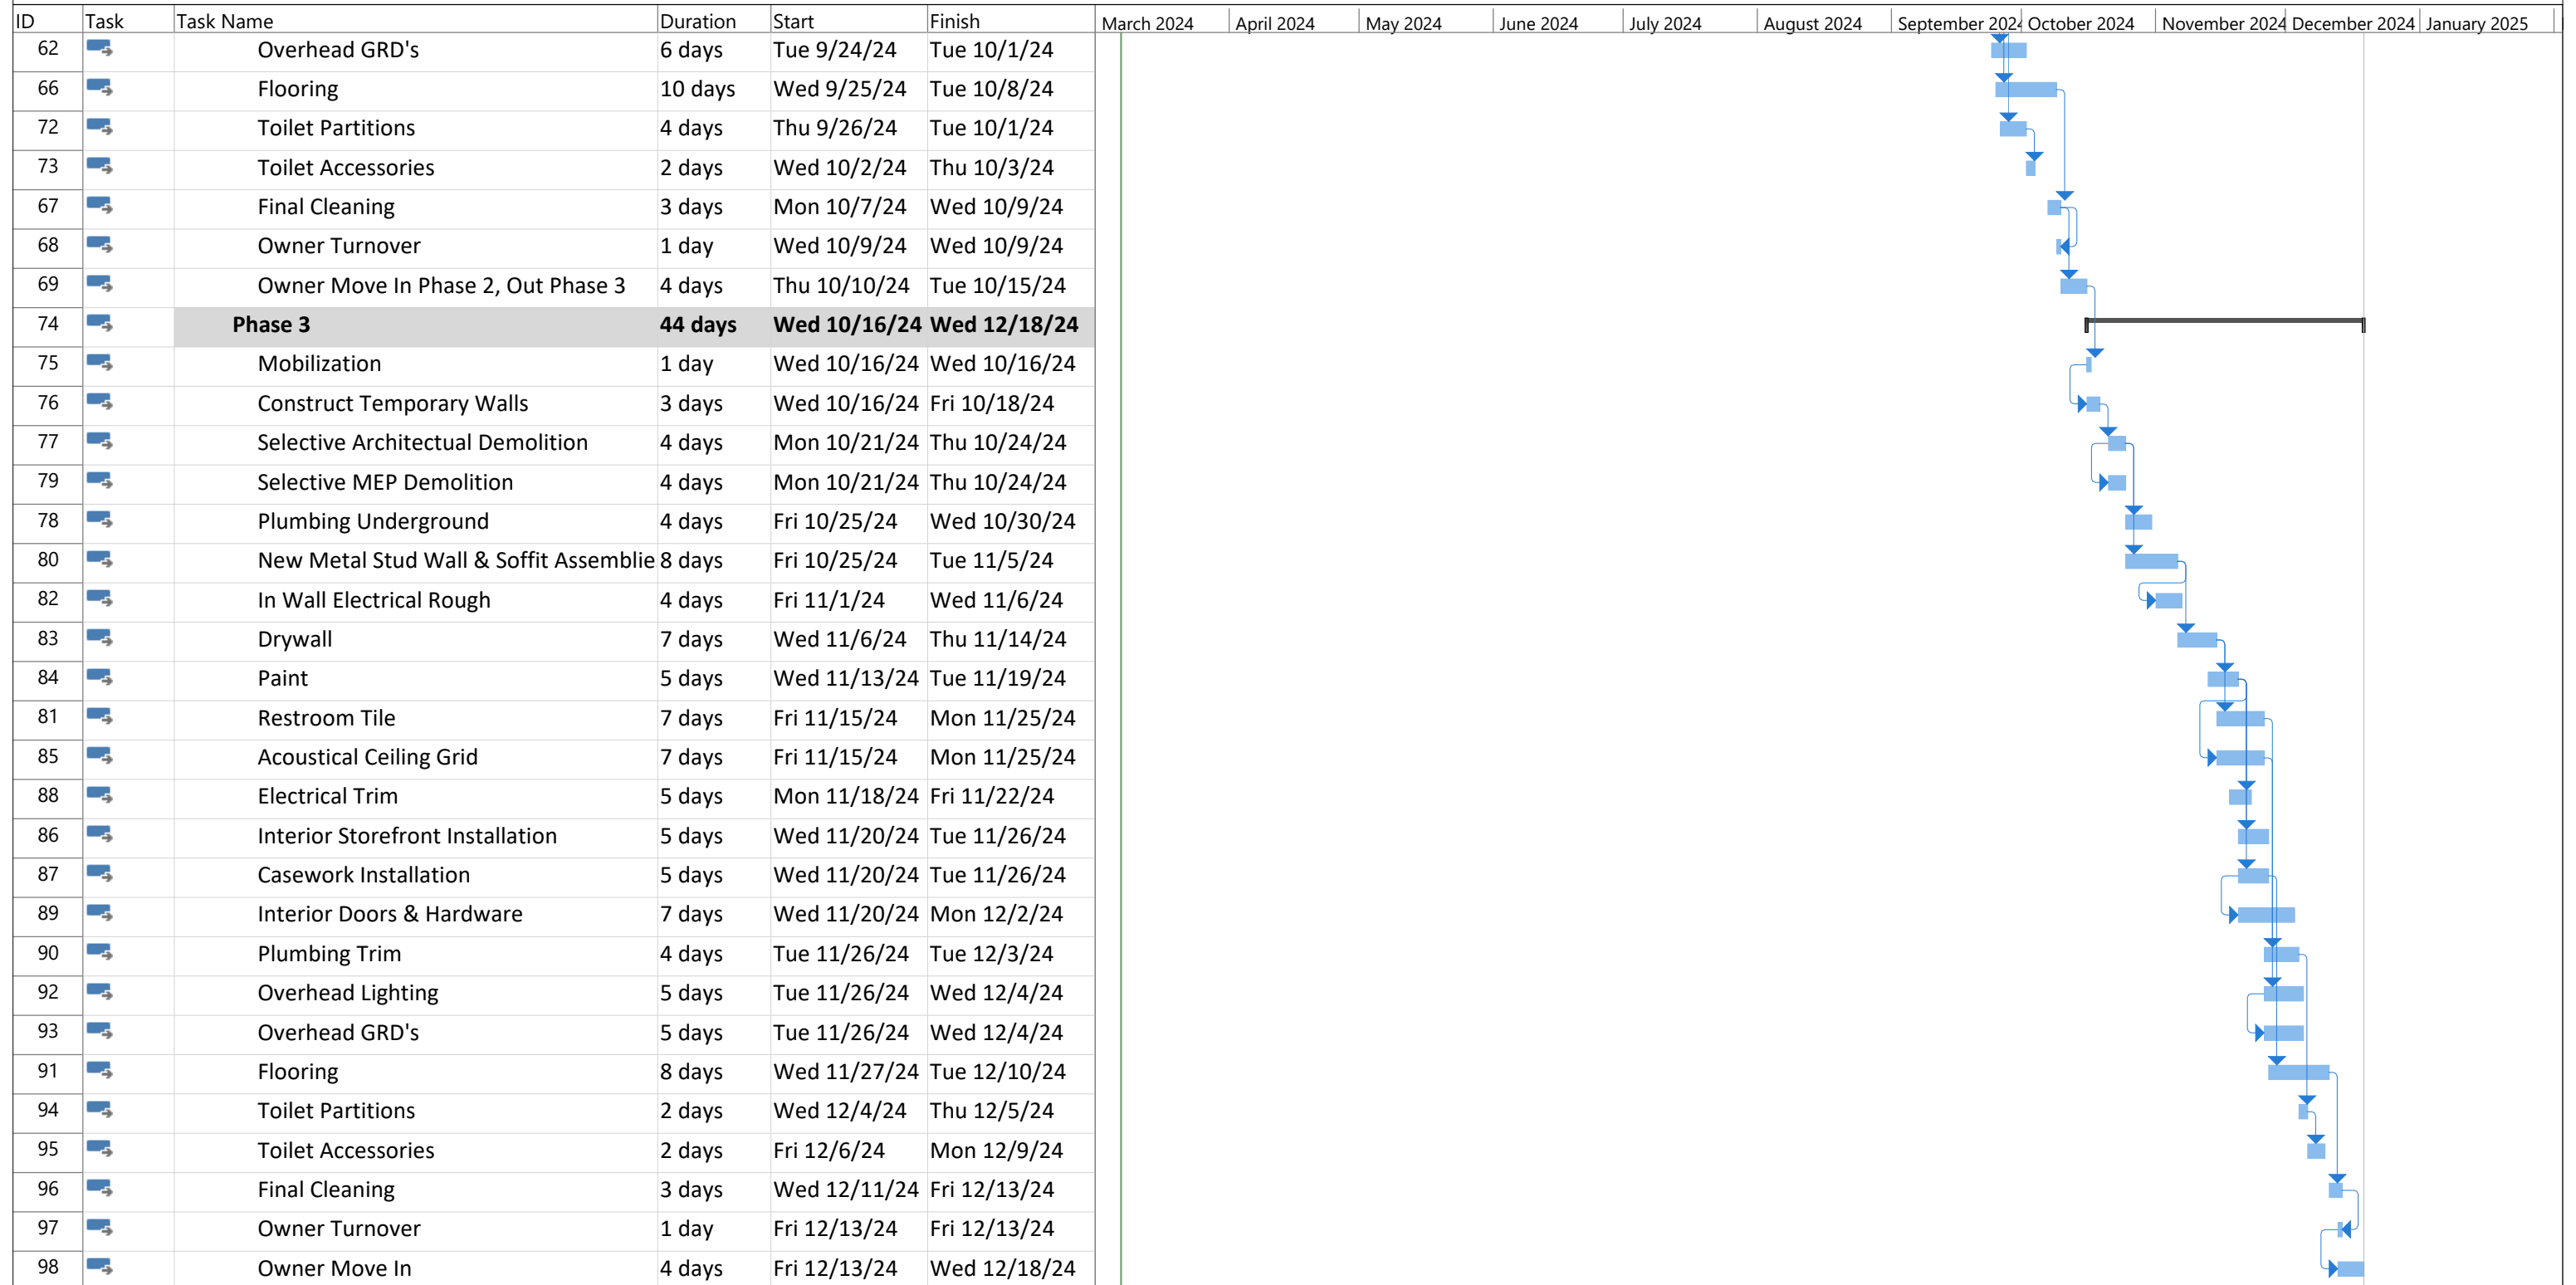 ID Task Task Name Duration Start Finish March 2024 April 2024 May 2024 June 2024 July 2024 August 2024 September 2024 October 2024 November 2024 December 2024 January 2025
62 Overhead GRD's 6 days Tue 9/24/24 Tue 10/1/24
66 Flooring 10 days Wed 9/25/24 Tue 10/8/24
72 Toilet Partitions 4 days Thu 9/26/24 Tue 10/1/24
73 Toilet Accessories 2 days Wed 10/2/24 Thu 10/3/24
67 Final Cleaning 3 days Mon 10/7/24 Wed 10/9/24
68 Owner Turnover 1 day Wed 10/9/24 Wed 10/9/24
69 Owner Move In Phase 2, Out Phase 3 4 days Thu 10/10/24 Tue 10/15/24
74 Phase 3 44 days Wed 10/16/24 Wed 12/18/24
75 Mobilization 1 day Wed 10/16/24 Wed 10/16/24
76 Construct Temporary Walls 3 days Wed 10/16/24 Fri 10/18/24
77 Selective Architectual Demolition 4 days Mon 10/21/24 Thu 10/24/24
79 Selective MEP Demolition 4 days Mon 10/21/24 Thu 10/24/24
78 Plumbing Underground 4 days Fri 10/25/24 Wed 10/30/24
80 New Metal Stud Wall & Soffit Assemblie 8 days Fri 10/25/24 Tue 11/5/24
82 In Wall Electrical Rough 4 days Fri 11/1/24 Wed 11/6/24
83 Drywall 7 days Wed 11/6/24 Thu 11/14/24
84 Paint 5 days Wed 11/13/24 Tue 11/19/24
81 Restroom Tile 7 days Fri 11/15/24 Mon 11/25/24
85 Acoustical Ceiling Grid 7 days Fri 11/15/24 Mon 11/25/24
88 Electrical Trim 5 days Mon 11/18/24 Fri 11/22/24
86 Interior Storefront Installation 5 days Wed 11/20/24 Tue 11/26/24
87 Casework Installation 5 days Wed 11/20/24 Tue 11/26/24
89 Interior Doors & Hardware 7 days Wed 11/20/24 Mon 12/2/24
90 Plumbing Trim 4 days Tue 11/26/24 Tue 12/3/24
92 Overhead Lighting 5 days Tue 11/26/24 Wed 12/4/24
93 Overhead GRD's 5 days Tue 11/26/24 Wed 12/4/24
91 Flooring 8 days Wed 11/27/24 Tue 12/10/24
94 Toilet Partitions 2 days Wed 12/4/24 Thu 12/5/24
95 Toilet Accessories 2 days Fri 12/6/24 Mon 12/9/24
96 Final Cleaning 3 days Wed 12/11/24 Fri 12/13/24
97 Owner Turnover 1 day Fri 12/13/24 Fri 12/13/24
98 Owner Move In 4 days Fri 12/13/24 Wed 12/18/24